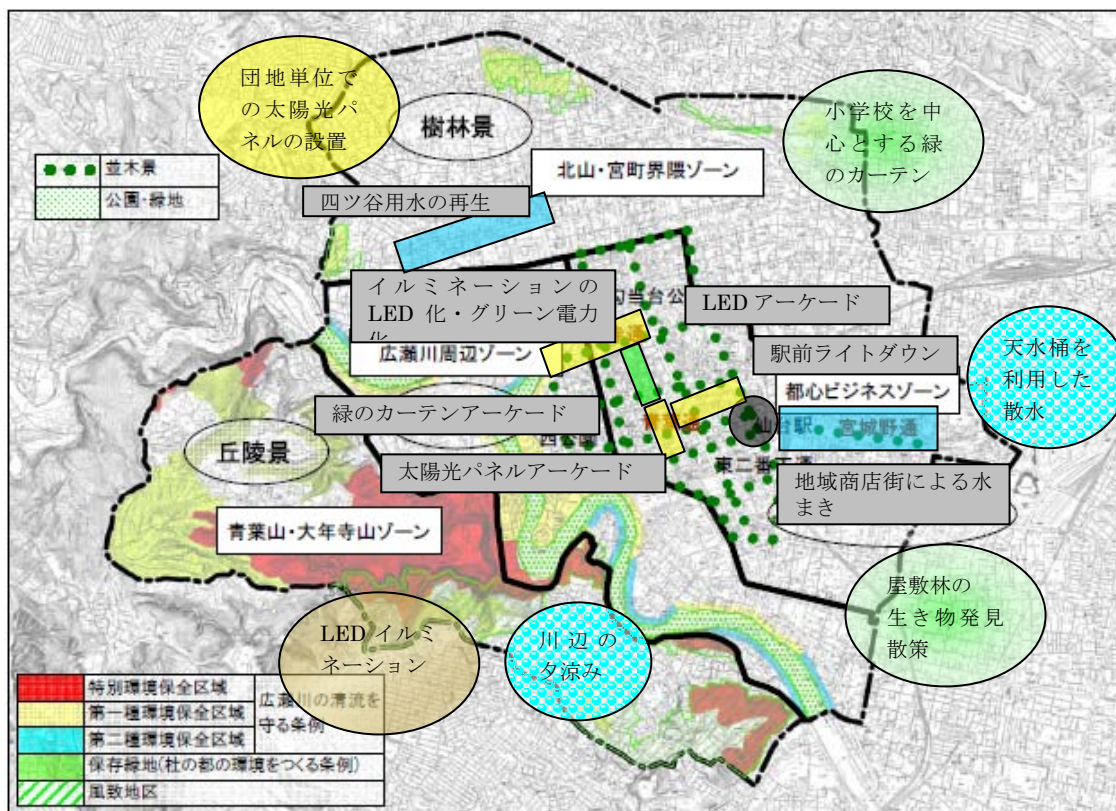 団地単位で
の太陽光パ
ネルの設置
樹林景
小学校を中
心とする緑
のカーテン
並木景
公園・緑地
北山・宮町界隈ゾーン
四ツ谷用水の再生
イルミネーションの
LED 化・グリーン電力
勾当台公
LED アーケード
広瀬川周辺ゾーン
駅前ライトダウン
天水桶を
利用した
散水
都心ビジネスゾーン
緑のカーテンアーケード
西公園
仙台駅
宮城野通
丘陵景
太陽光パネルアーケード
東二番丁通
地域商店街による水
まき
青葉山・大年寺山ゾーン
屋敷林の
生き物発見
散策
LED イルミ
ネーション
川辺の
夕涼み
特別環境保全区域
第一種環境保全区域
第二種環境保全区域
広瀬川の清流を
守る条例
保存緑地(杜の都の環境をつくる条例)
風致地区